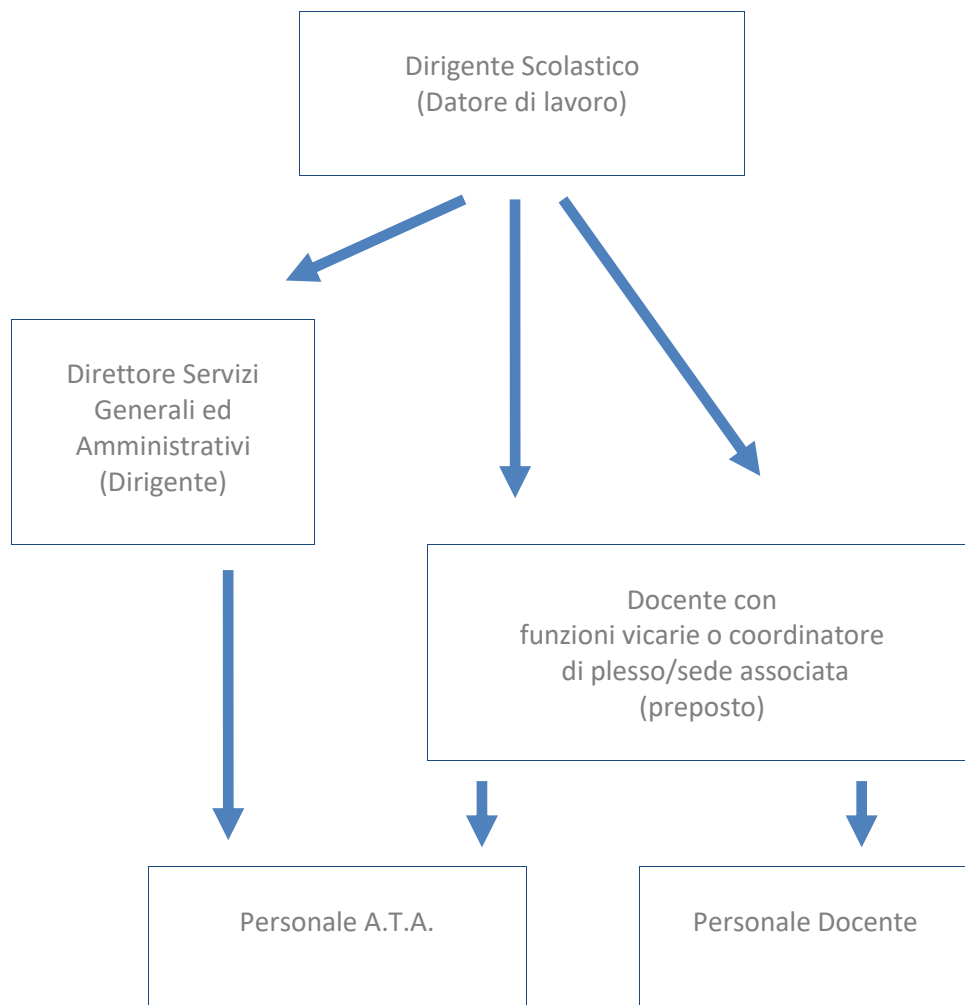 Dirigente Scolastico
(Datore di lavoro)
Direttore Servizi
Generali ed
Amministrativi
(Dirigente)
Docente con
funzioni vicarie o coordinatore
di plesso/sede associata
(preposto)
Personale A.T.A.
Personale Docente